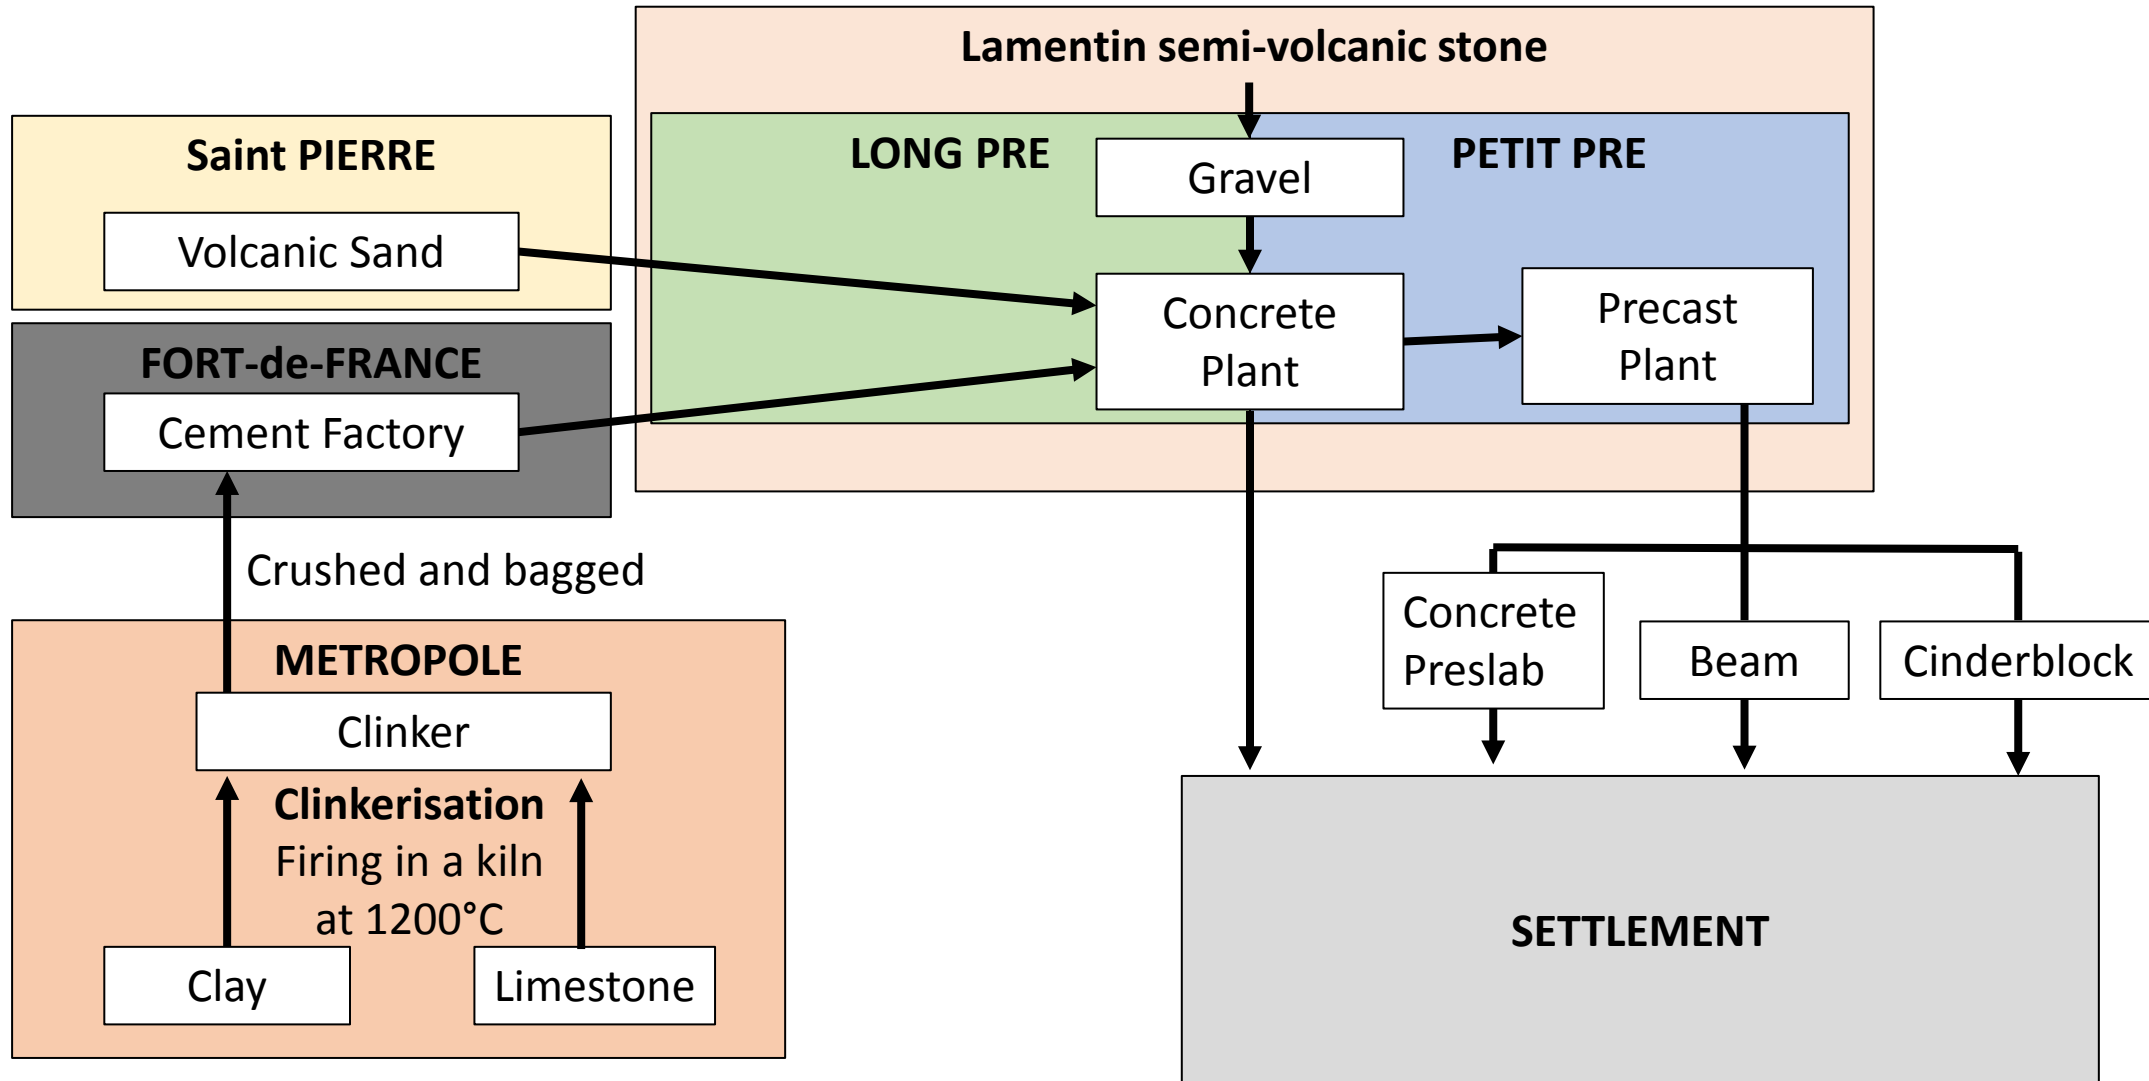 Lamentin semi-volcanic stone
Saint PIERRE
Volcanic Sand
LONG PRE
PETIT PRE
Gravel
Concrete
Plant
Precast
Plant
FORT-de-FRANCE
Cement Factory
Crushed and bagged
METROPOLE
Clinker
Clinkerisation
Firing in a kiln
at 1200°C
Clay
Limestone
Concrete
Preslab
Beam
Cinderblock
SETTLEMENT